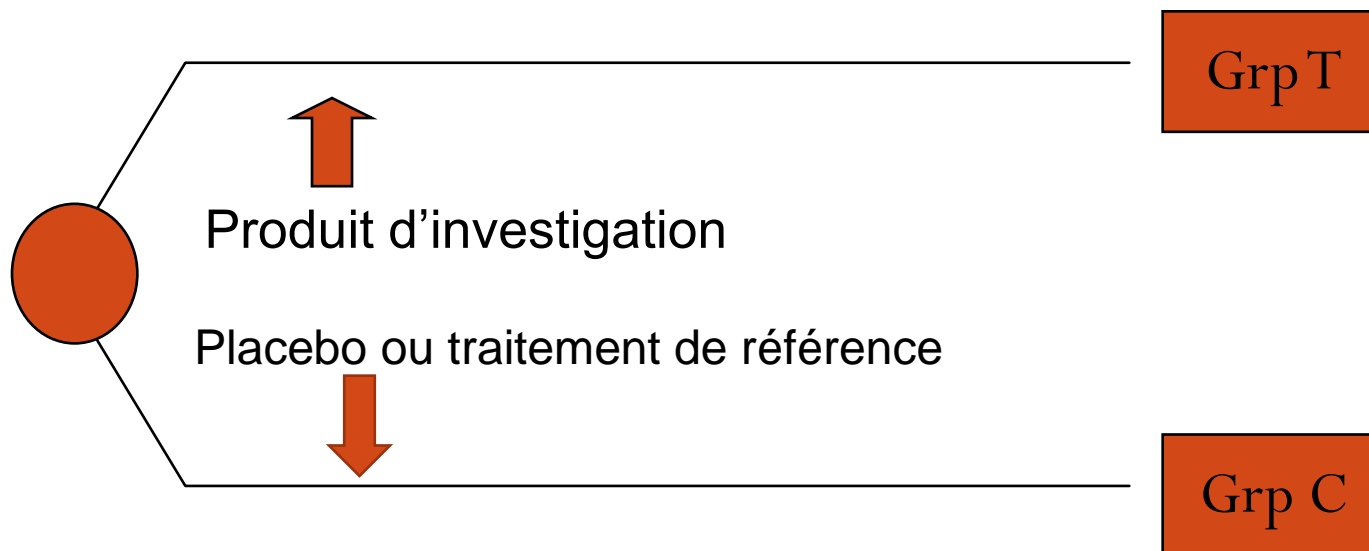 Grp T
Produit d’investigation
Placebo ou traitement de référence
Grp C